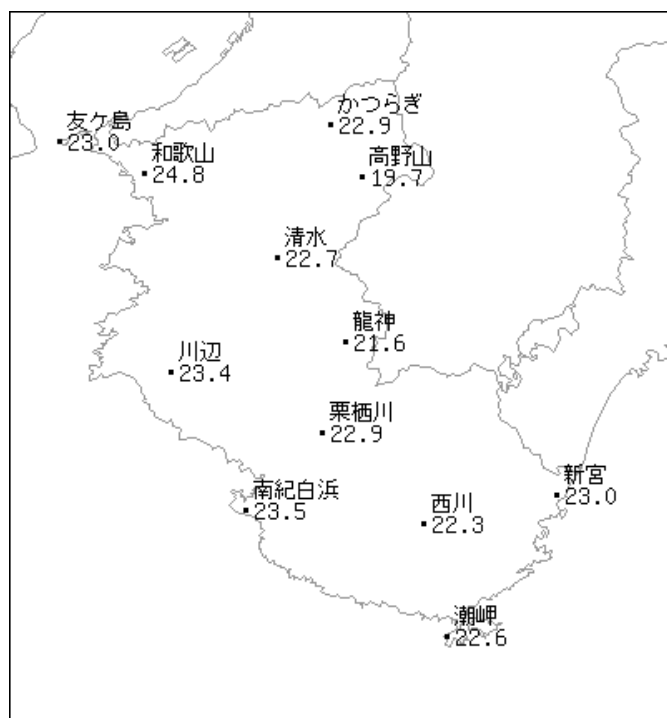 かつらぎ
22.9
友ケ島
23.0
和歌山
24.8
高野山
19.7
清水
22.7
龍神
21.6
川辺
23.4
栗栖川
22.9
南紀白浜
23.5
新宮
23.0
西川
22.3
潮岬
22.6